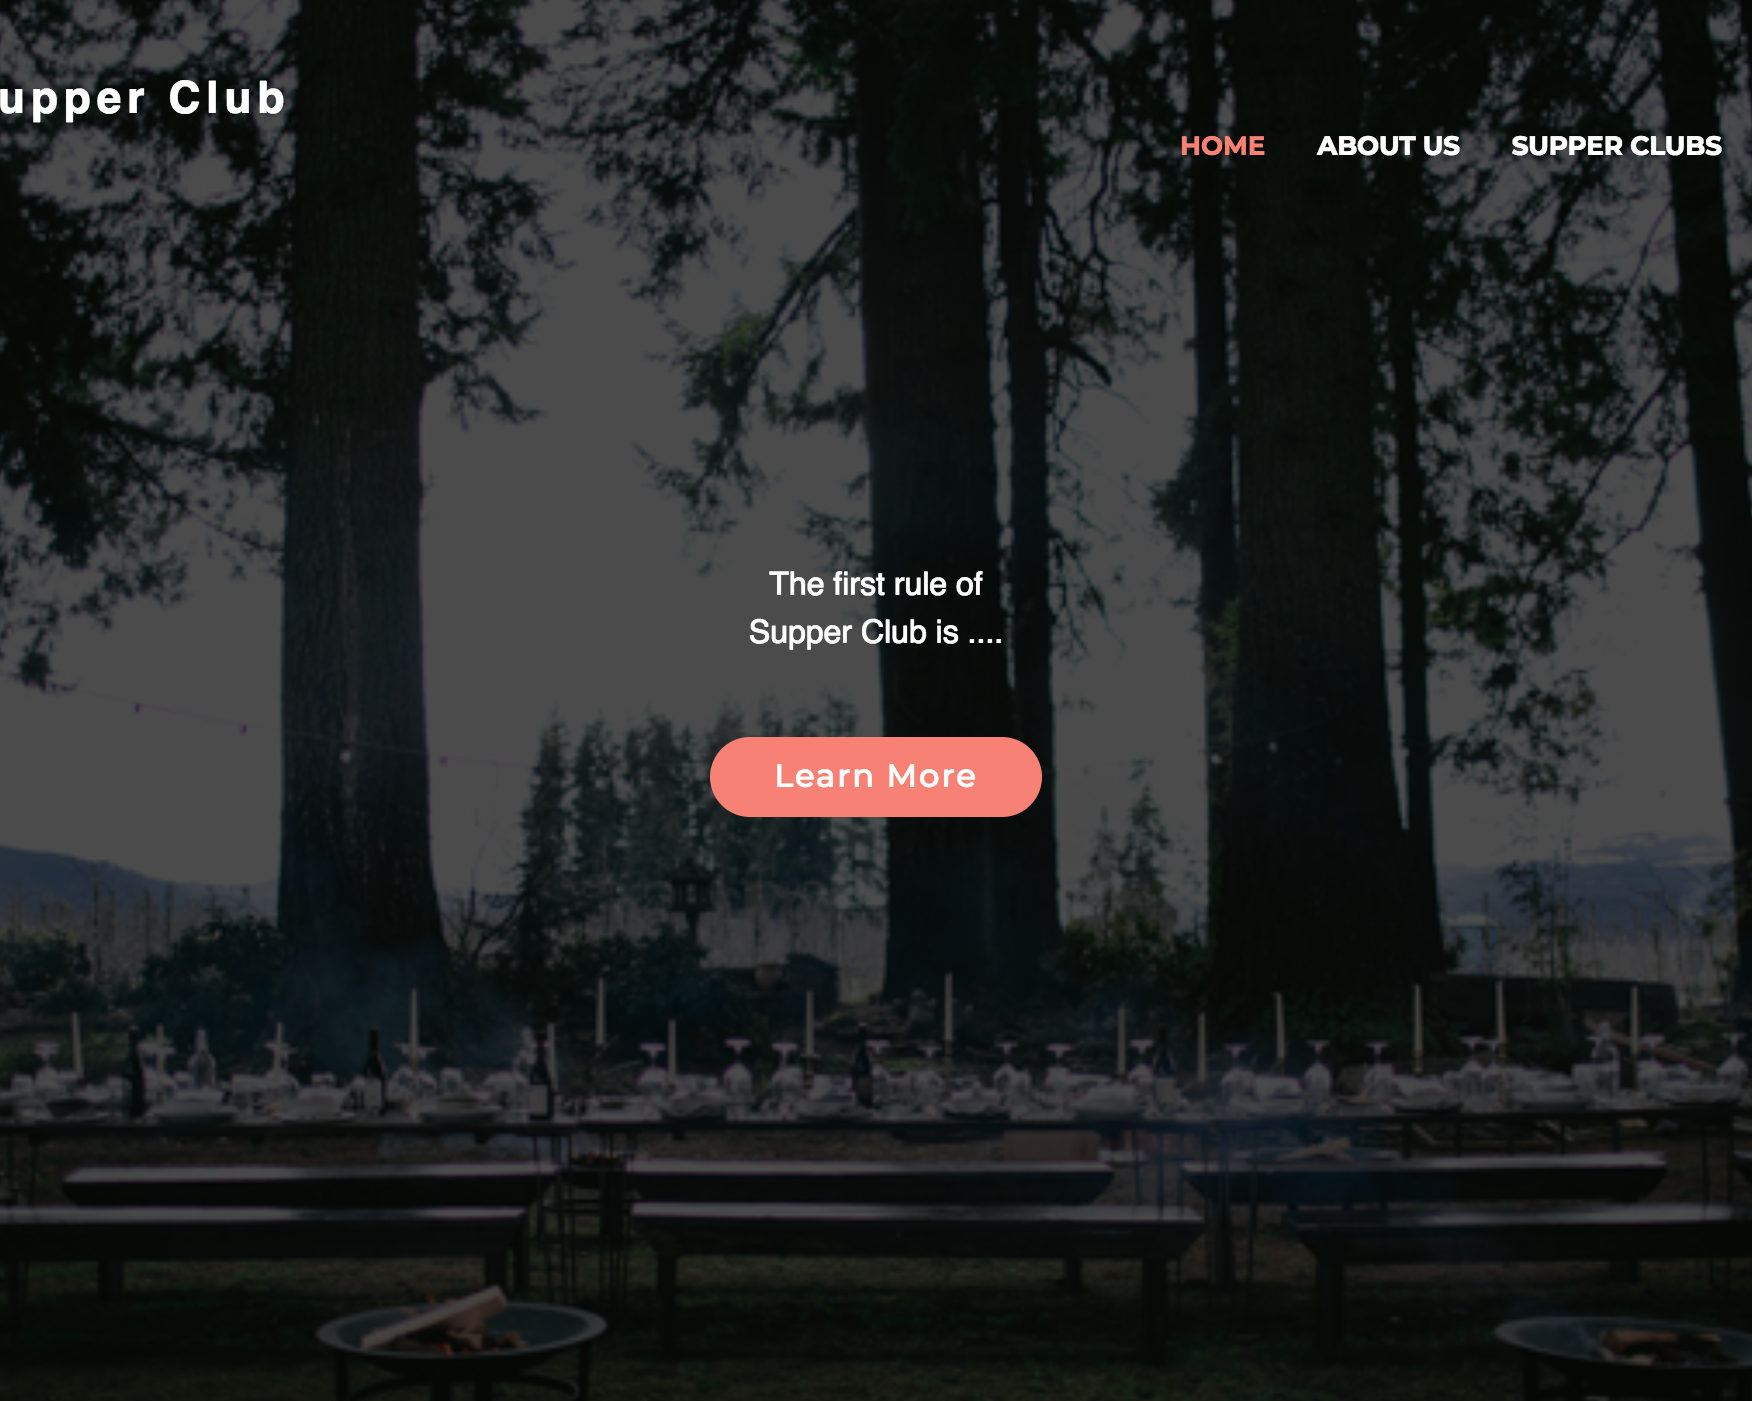 upper Club
HOME ABOUT US SUPPER CLUBS
The first rule of
Supper Club is ....
Learn More